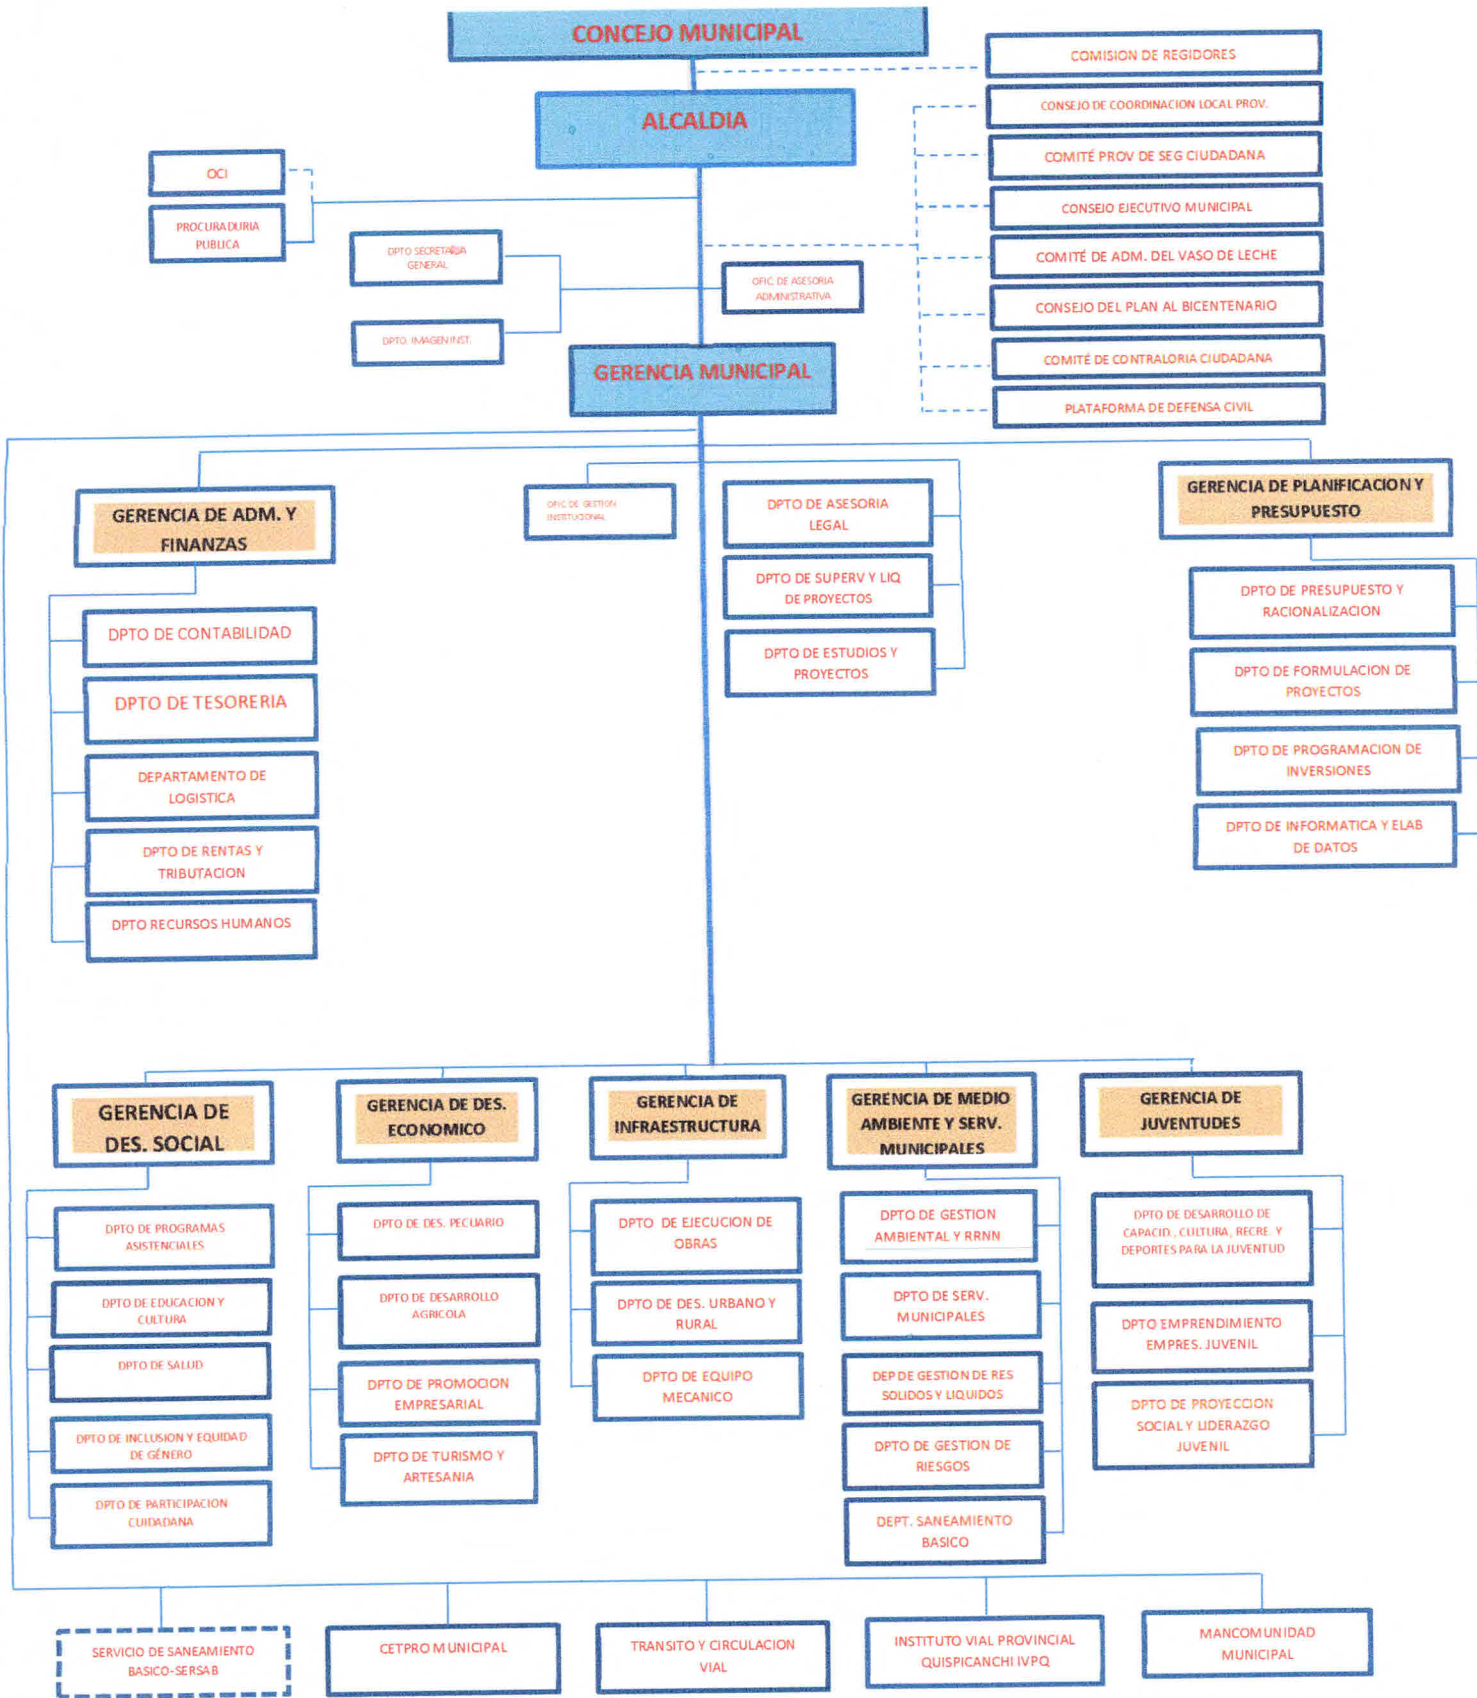 CONCEJO MUNICIPAL
COMISION DE REGIDORES
ALCALDIA
CONSEJO DE COORDINACION LOCAL PROV.
COMITÉ PROV DE SEG CIUDADANA
CONSEJO EJECUTIVO MUNICIPAL
COMITÉ DE ADM. DEL VASO DE LECHE
CONSEJO DEL PLAN AL BICENTENARIO
COMITÉ DE CONTRALORIA CIUDADANA
PLATAFORMA DE DEFENSA CIVIL
OCI
PROCURADURIA
PUBLICA
DPTO SECRETARIA
GENERAL
DPTO. IMAGEN INST.
OFIC DE ASESORIA
ADMINISTRATIVA
GERENCIA MUNICIPAL
GERENCIA DE ADM. Y
FINANZAS
DPTO DE CONTABILIDAD
DPTO DE TESORERIA
DEPARTAMENTO DE
LOGISTICA
DPTO DE RENTAS Y
TRIBUTACION
DPTO RECURSOS HUMANOS
OFIC DE GESTION
INSTITUCIONAL
DPTO DE ASESORIA
LEGAL
DPTO DE SUPERV Y LIQ
DE PROYECTOS
DPTO DE ESTUDIOS Y
PROYECTOS
GERENCIA DE PLANIFICACION Y
PRESUPUESTO
DPTO DE PRESUPUESTO Y
RACIONALIZACION
DPTO DE FORMULACION DE
PROYECTOS
DPTO DE PROGRAMACION DE
INVERSIONES
DPTO DE INFORMATICA Y ELAB
DE DATOS
GERENCIA DE
DES. SOCIAL
DPTO DE PROGRAMAS
ASISTENCIALES
DPTO DE EDUCACION Y
CULTURA
DPTO DE SALUD
DPTO DE INCLUSION Y EQUIDAD
DE GÉNERO
DPTO DE PARTICIPACION
CUIDADANA
GERENCIA DE DES.
ECONOMICO
DPTO DE DES. PECUARIO
DPTO DE DESARROLLO
AGRICOLA
DPTO DE PROMOCION
EMPRESARIAL
DPTO DE TURISMO Y
ARTESANIA
GERENCIA DE
INFRAESTRUCTURA
DPTO DE EJECUCION DE
OBRAS
DPTO DE DES. URBANO Y
RURAL
DPTO DE EQUIPO
MECANICO
GERENCIA DE MEDIO
AMBIENTE Y SERV.
MUNICIPALES
DPTO DE GESTION
AMBIENTAL Y RRNN
DPTO DE SERV.
MUNICIPALES
DEP DE GESTION DE RES
SOLIDOS Y LIQUIDOS
DPTO DE GESTION DE
RIESGOS
DEPT. SANEAMIENTO
BASICO
GERENCIA DE
JUVENTUDES
DPTO DE DESARROLLO DE
CAPACID., CULTURA, RECRE. Y
DEPORTES PARA LA JUVENTUD
DPTO EMPRENDIMIENTO
EMPRES. JUVENIL
DPTO DE PROYECCION
SOCIAL Y LIDERAZGO
JUVENIL
SERVICIO DE SANEAMIENTO
BASICO-SERSAB
CETPRO MUNICIPAL
TRANSITO Y CIRCULACION
VIAL
INSTITUTO VIAL PROVINCIAL
QUISPICANCHI IVPQ
MANCOMUNIDAD
MUNICIPAL